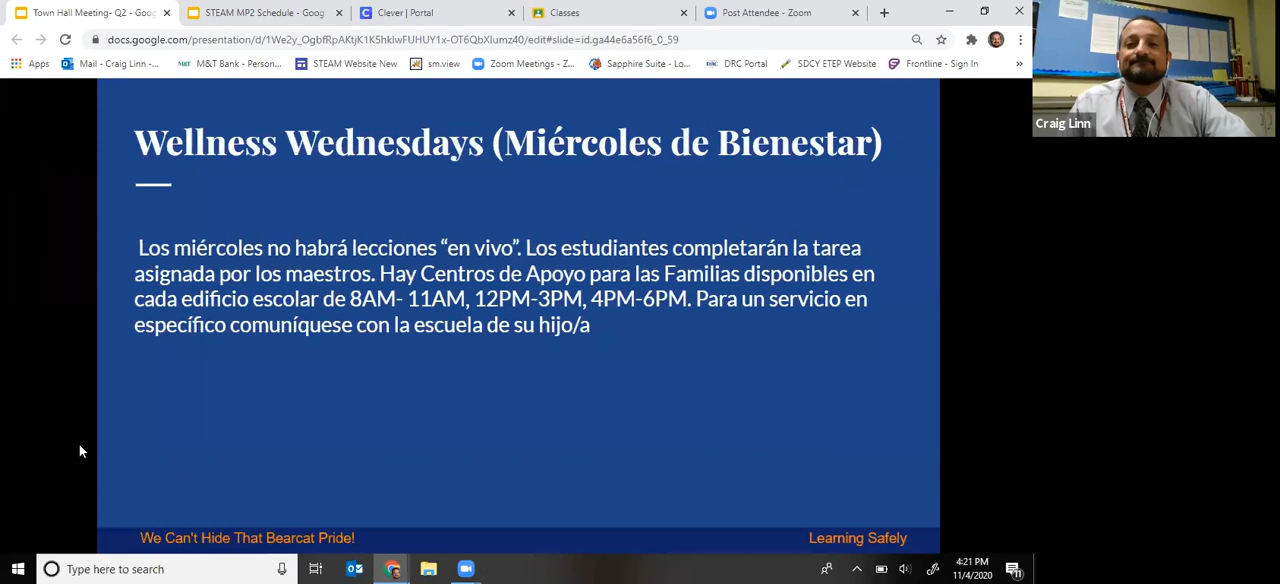 Town Hall Meeting- Q2 - Goog
STEAM MP2 Schedule - Goog
Clever | Portal
Classes
Post Attendee - Zoom
docs.google.com/presentation/d/1We2y_OgbfRpAKtjK1K5hkIwFUHUY1x-OT6QbXIumz40/edit#slide=id.ga44e6a56f6_0_59
Apps
Mail - Craig Linn -...
M&T Bank - Person...
STEAM Website New
sm.view
Zoom Meetings - Z...
Sapphire Suite - Lo...
DRC Portal
SDCY ETEP Website
Frontline - Sign In
»
Craig Linn
Wellness Wednesdays (Miércoles de Bienestar)
Los miércoles no habrá lecciones “en vivo”. Los estudiantes completarán la tarea
asignada por los maestros. Hay Centros de Apoyo para las Familias disponibles en
cada edificio escolar de 8AM- 11AM, 12PM-3PM, 4PM-6PM. Para un servicio en
específico comuníquese con la escuela de su hijo/a
We Can't Hide That Bearcat Pride!
Learning Safely
Type here to search
4:21 PM
11/4/2020